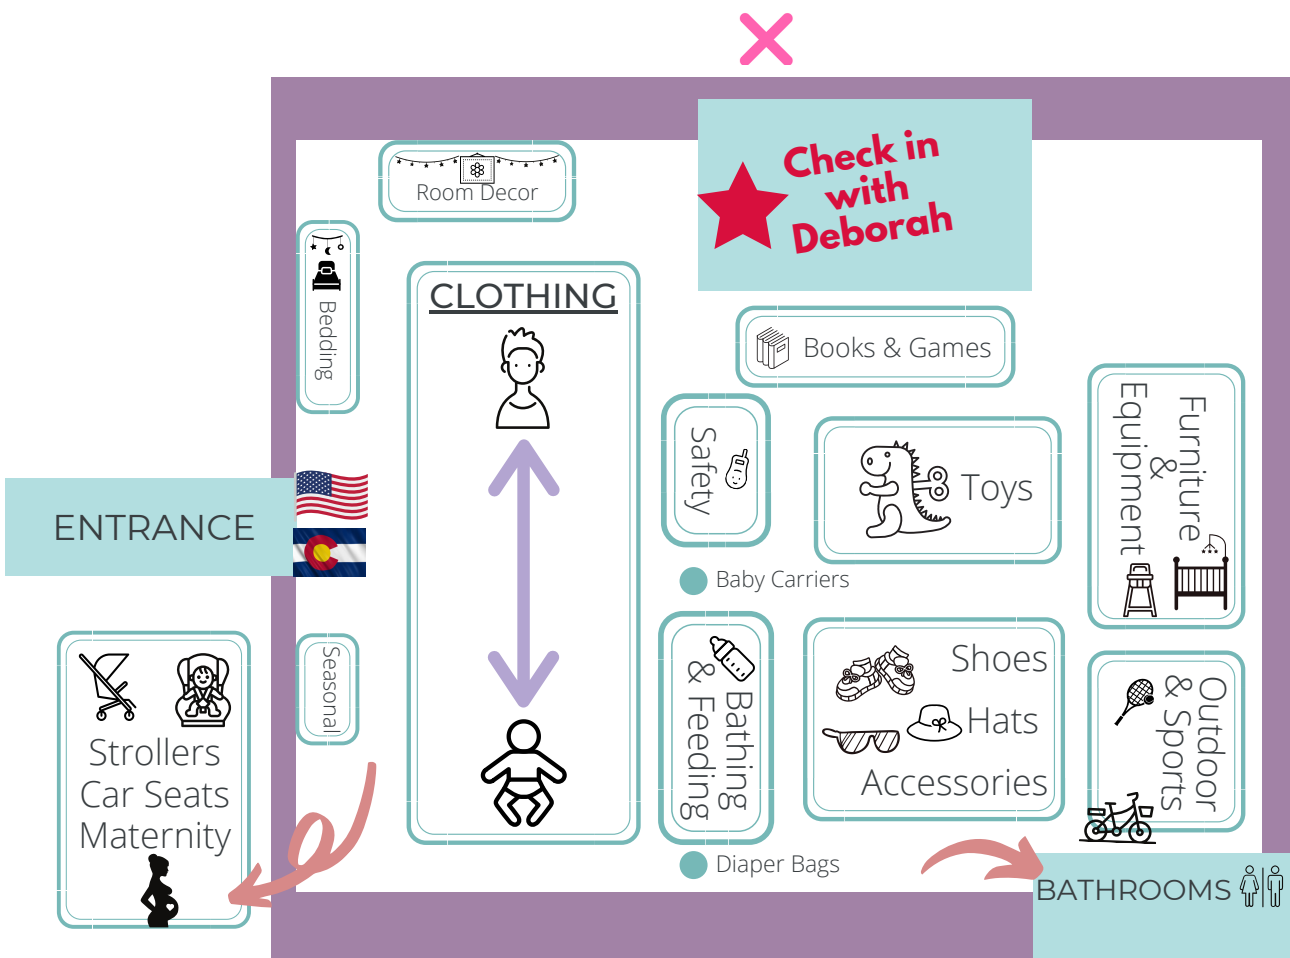 Check in
with
Deborah
Room Decor
Bedding
CLOTHING
Books & Games
Safety
Toys
Furniture
&
Equipment
ENTRANCE
Baby Carriers
Seasonal
Strollers
Car Seats
Maternity
Bathing
& Feeding
Shoes
Hats
Accessories
Outdoor
& Sports
Diaper Bags
BATHROOMS